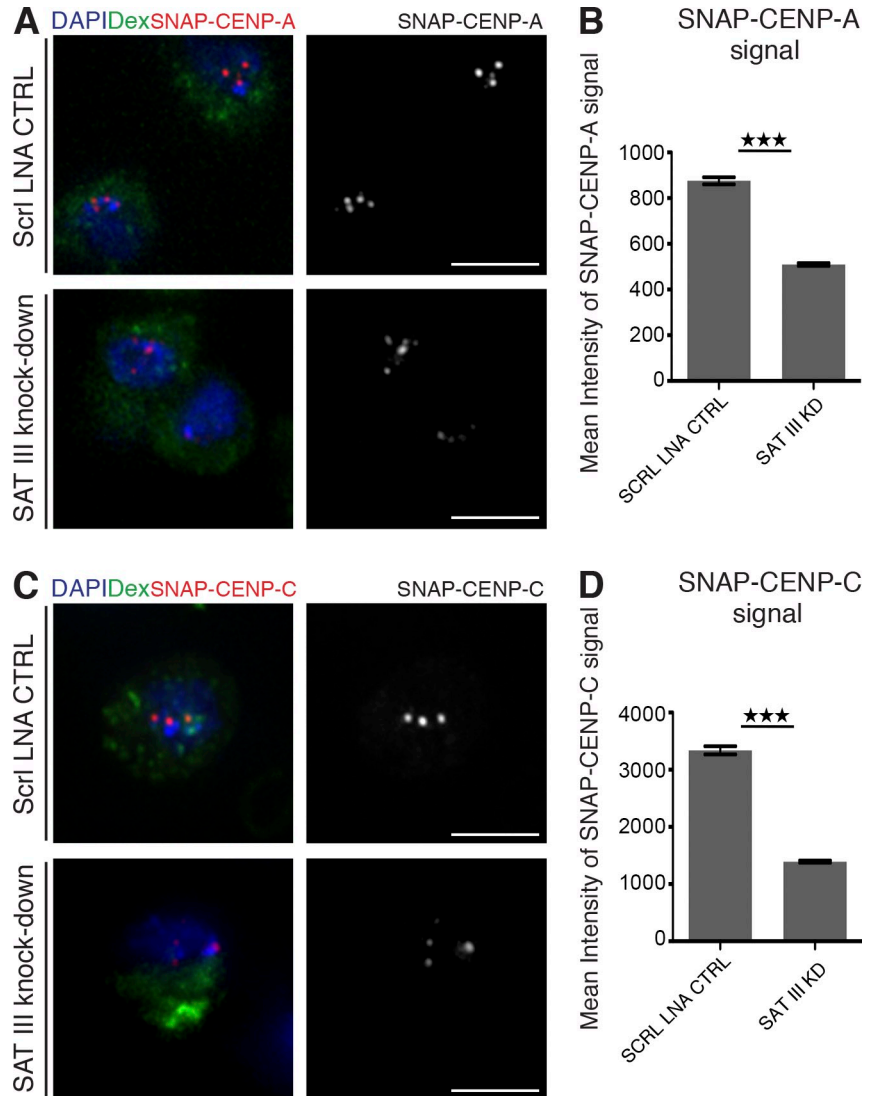 A
DAPIDexSNAP-CENP-A
SNAP-CENP-A
Scrl LNA CTRL
SAT III knock-down
B
SNAP-CENP-A
signal
Mean Intensity of SNAP-CENP-A signal
1000
800
600
400
200
0
★★★
SCRL LNA CTRL
SAT III KD
C
DAPIDexSNAP-CENP-C
SNAP-CENP-C
Scrl LNA CTRL
SAT III knock-down
D
SNAP-CENP-C
signal
Mean Intensity of SNAP-CENP-C signal
4000
3000
2000
1000
0
★★★
SCRL LNA CTRL
SAT III KD